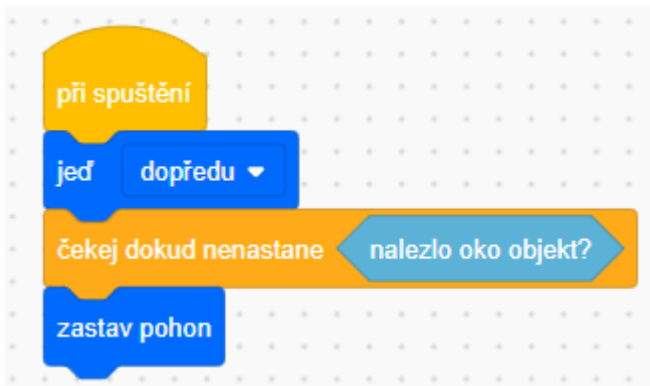 při spuštění
jeď dopředu
čekej dokud nenastane nalezlo oko objekt?
zastav pohon